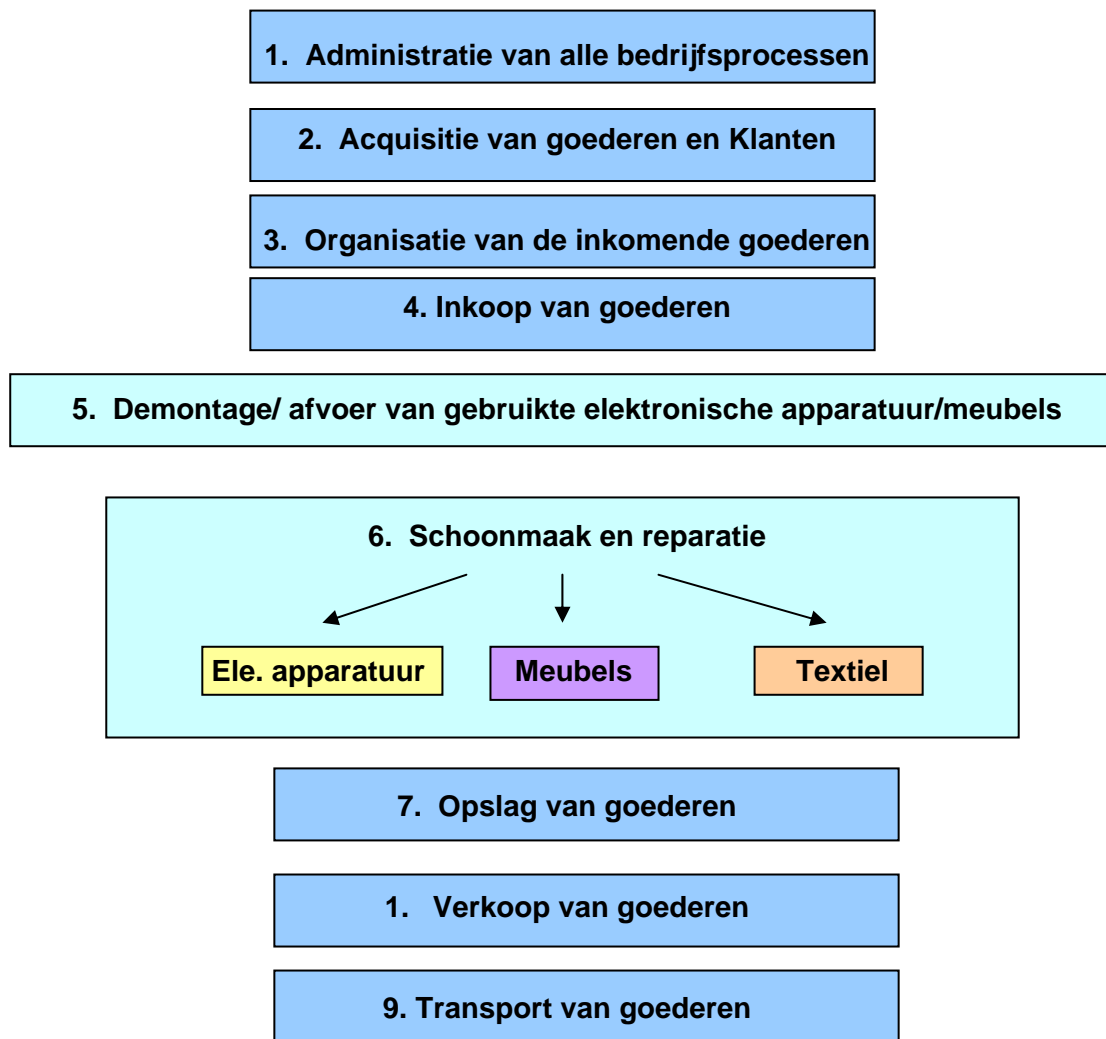 1. Administratie van alle bedrijfsprocessen
2. Acquisitie van goederen en Klanten
3. Organisatie van de inkomende goederen
4. Inkoop van goederen
5. Demontage/ afvoer van gebruikte elektronische apparatuur/meubels
6. Schoonmaak en reparatie
Ele. apparatuur
Meubels
Textiel
7. Opslag van goederen
1. Verkoop van goederen
9. Transport van goederen